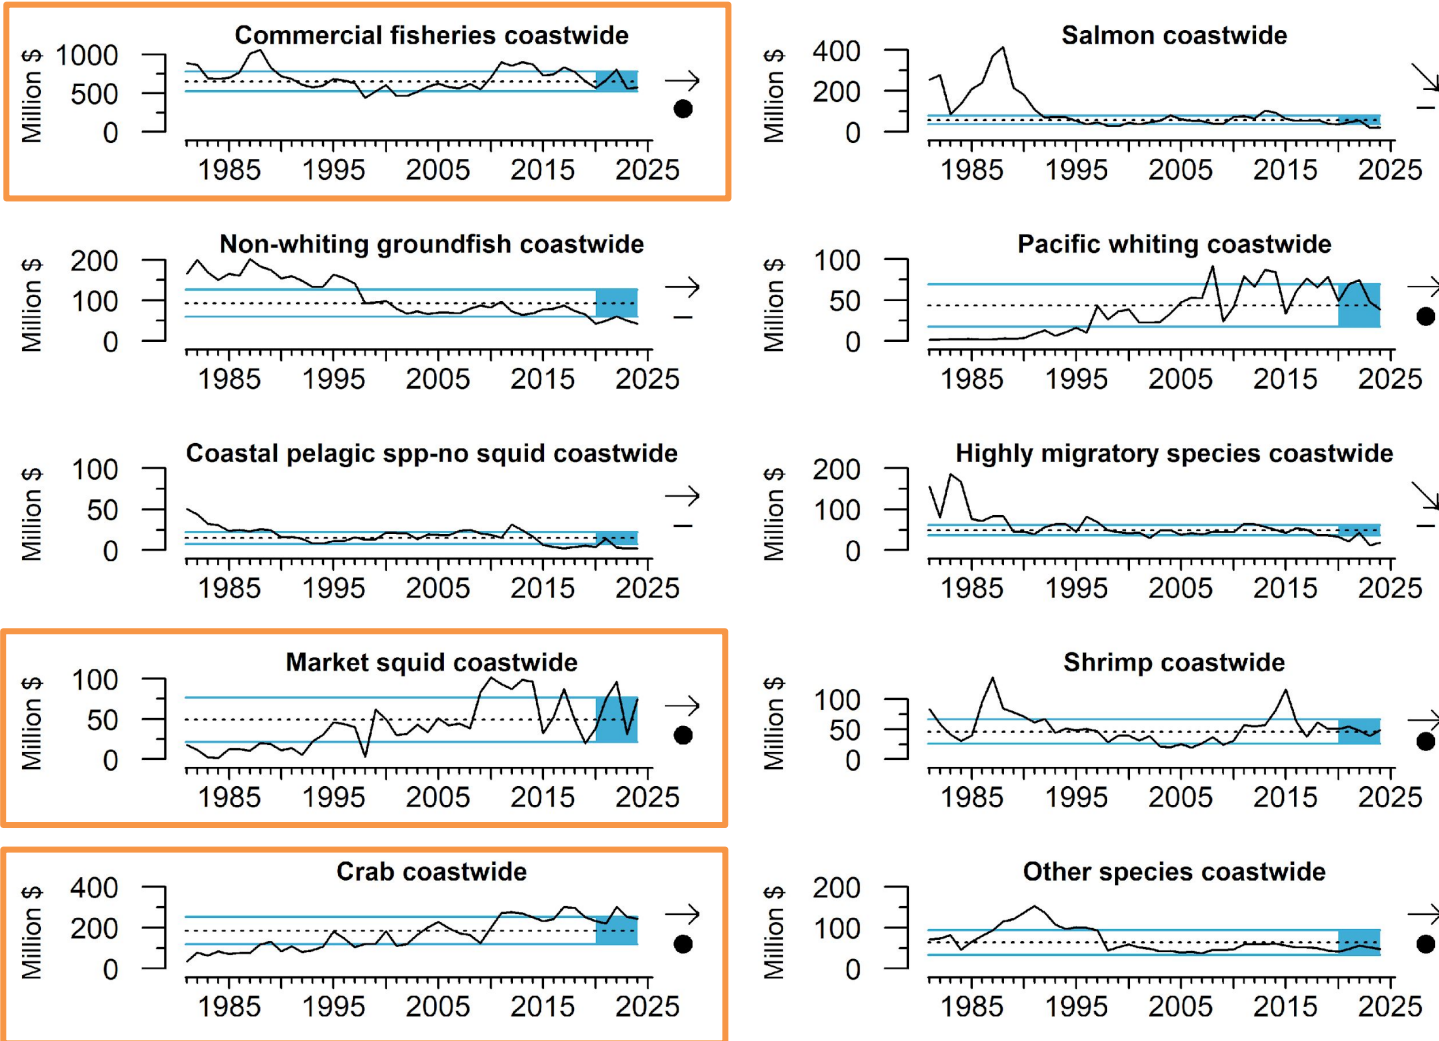 Commercial fisheries coastwide
Million $
1000
500
0
1985 1995 2005 2015 2025
Salmon coastwide
Million $
400
200
0
1985 1995 2005 2015 2025
Non-whiting groundfish coastwide
Million $
200
100
0
1985 1995 2005 2015 2025
Pacific whiting coastwide
Million $
100
50
0
1985 1995 2005 2015 2025
Coastal pelagic spp-no squid coastwide
Million $
100
50
0
1985 1995 2005 2015 2025
Highly migratory species coastwide
Million $
200
100
0
1985 1995 2005 2015 2025
Market squid coastwide
Million $
100
50
0
1985 1995 2005 2015 2025
Shrimp coastwide
Million $
100
50
0
1985 1995 2005 2015 2025
Crab coastwide
Million $
400
200
0
1985 1995 2005 2015 2025
Other species coastwide
Million $
200
100
0
1985 1995 2005 2015 2025